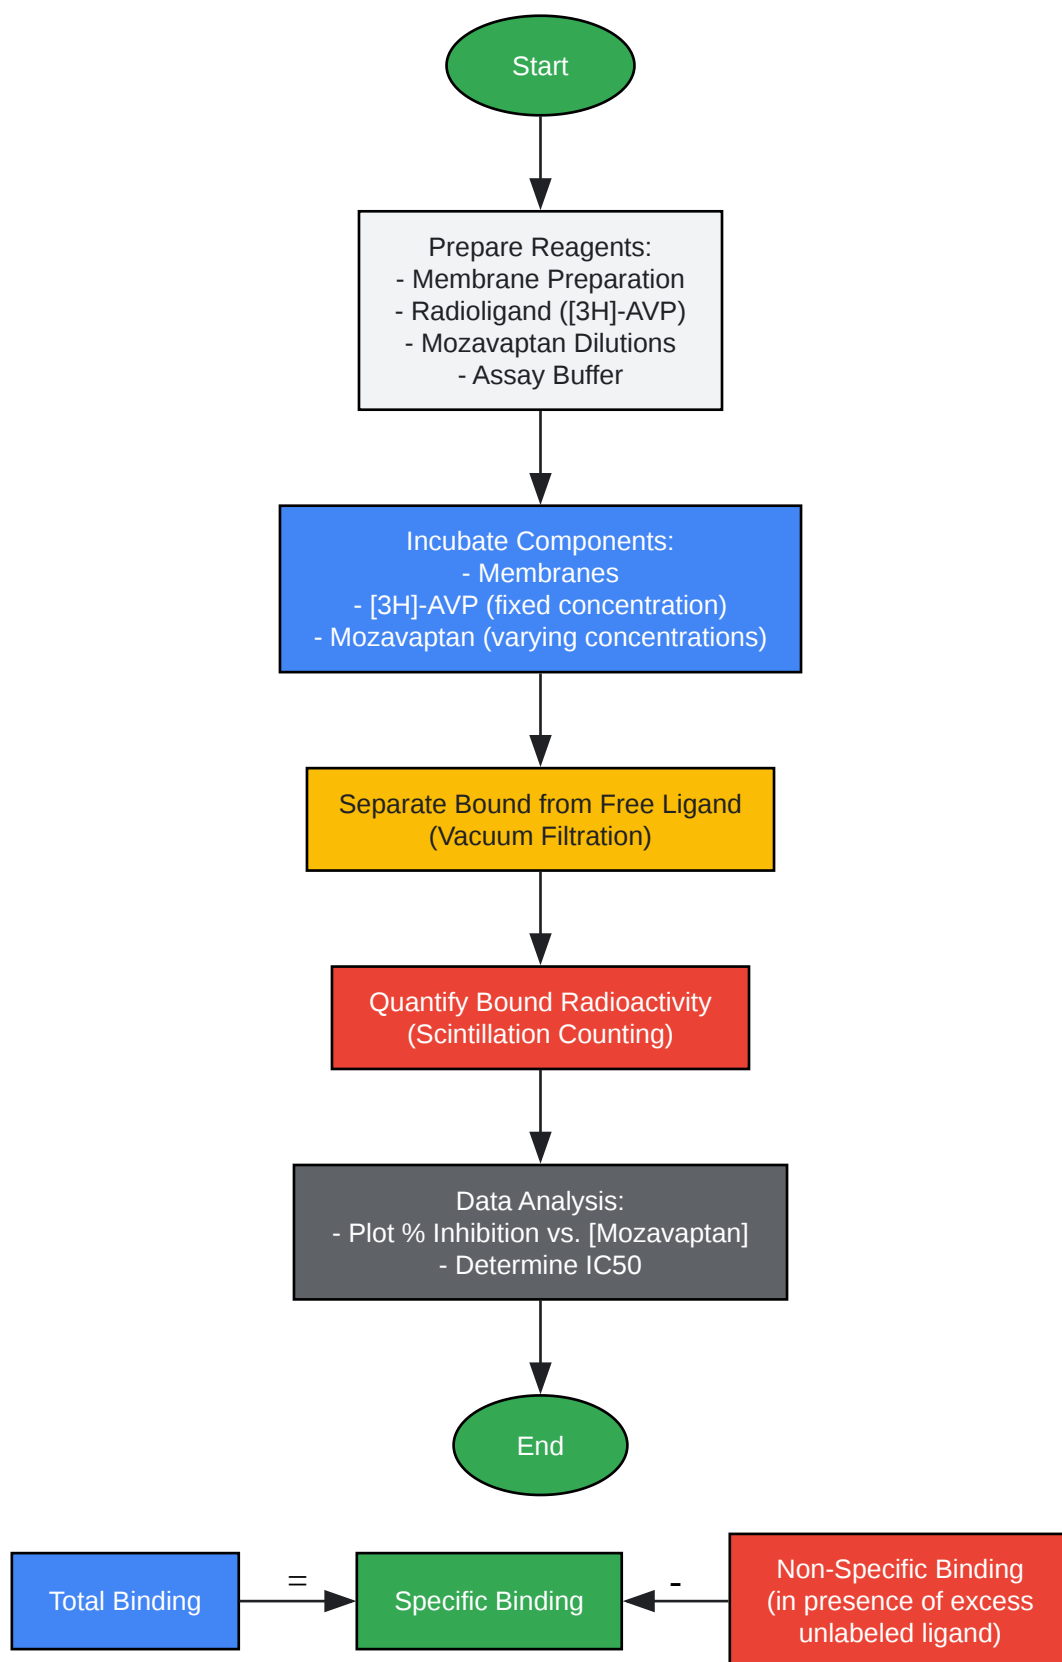 Start
Prepare Reagents:
- Membrane Preparation
- Radioligand ([3H]-AVP)
- Mozavaptan Dilutions
- Assay Buffer
Incubate Components:
- Membranes
- [3H]-AVP (fixed concentration)
- Mozavaptan (varying concentrations)
Separate Bound from Free Ligand
(Vacuum Filtration)
Quantify Bound Radioactivity
(Scintillation Counting)
Data Analysis:
- Plot % Inhibition vs. [Mozavaptan]
- Determine IC50
End
Total Binding
=
Specific Binding
-
Non-Specific Binding
(in presence of excess
unlabeled ligand)